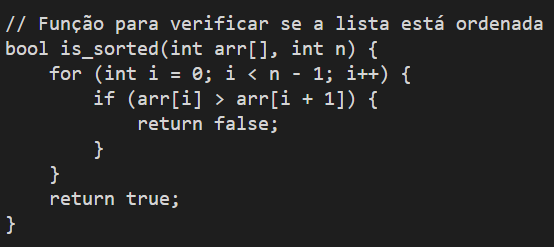 // Função para verificar se a lista está ordenada
bool is_sorted(int arr[], int n) {
    for (int i = 0; i < n - 1; i++) {
        if (arr[i] > arr[i + 1]) {
            return false;
        }
    }
    return true;
}